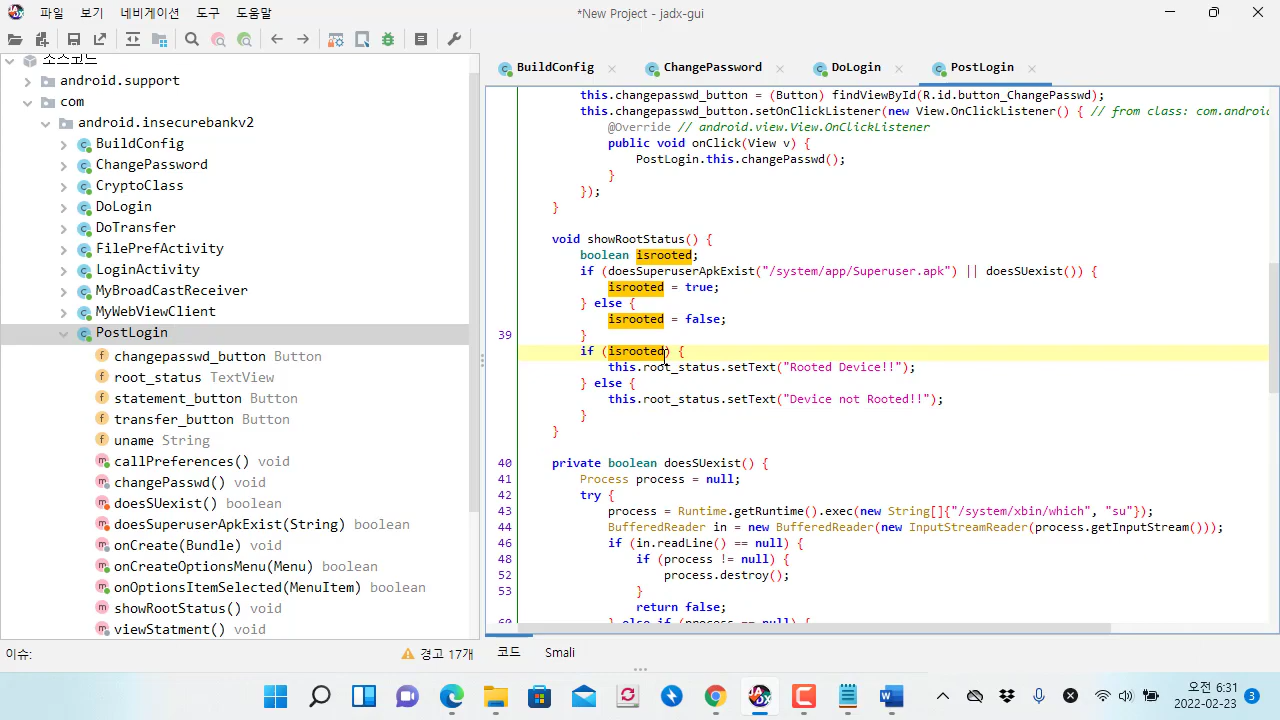 *New Project - jadx-gui
파일 보기 네비게이션 도구 도움말
소스코드
android.support
com
android.insecurebankv2
BuildConfig
ChangePassword
CryptoClass
DoLogin
DoTransfer
FilePrefActivity
LoginActivity
MyBroadCastReceiver
MyWebViewClient
PostLogin
changepasswd_button Button
root_status TextView
statement_button Button
transfer_button Button
uname String
callPreferences() void
changePasswd() void
doesSUexist() boolean
doesSuperuserApkExist(String) boolean
onCreate(Bundle) void
onCreateOptionsMenu(Menu) boolean
onOptionsItemSelected(MenuItem) boolean
showRootStatus() void
viewStatment() void
이슈: 경고 17개
BuildConfig ChangePassword DoLogin PostLogin
this.changepasswd_button = (Button) findViewById(R.id.button_ChangePasswd);
this.changepasswd_button.setOnClickListener(new View.OnClickListener() { // from class: com.android
@Override // android.view.View.OnClickListener
public void onClick(View v) {
PostLogin.this.changePasswd();
}
});
}
void showRootStatus() {
boolean isrooted;
if (doesSuperuserApkExist("/system/app/Superuser.apk") || doesSUexist()) {
isrooted = true;
} else {
isrooted = false;
39 }
if (isrooted) {
this.root_status.setText("Rooted Device!!");
} else {
this.root_status.setText("Device not Rooted!!");
}
}
40 private boolean doesSUexist() {
41 Process process = null;
42 try {
43 process = Runtime.getRuntime().exec(new String[]{"/system/xbin/which", "su"});
44 BufferedReader in = new BufferedReader(new InputStreamReader(process.getInputStream()));
46 if (in.readLine() == null) {
48 if (process != null) {
52 process.destroy();
53 }
return false;
60 } else if (process == null) {
코드 Smali
오전 6:31
2022-02-23
3